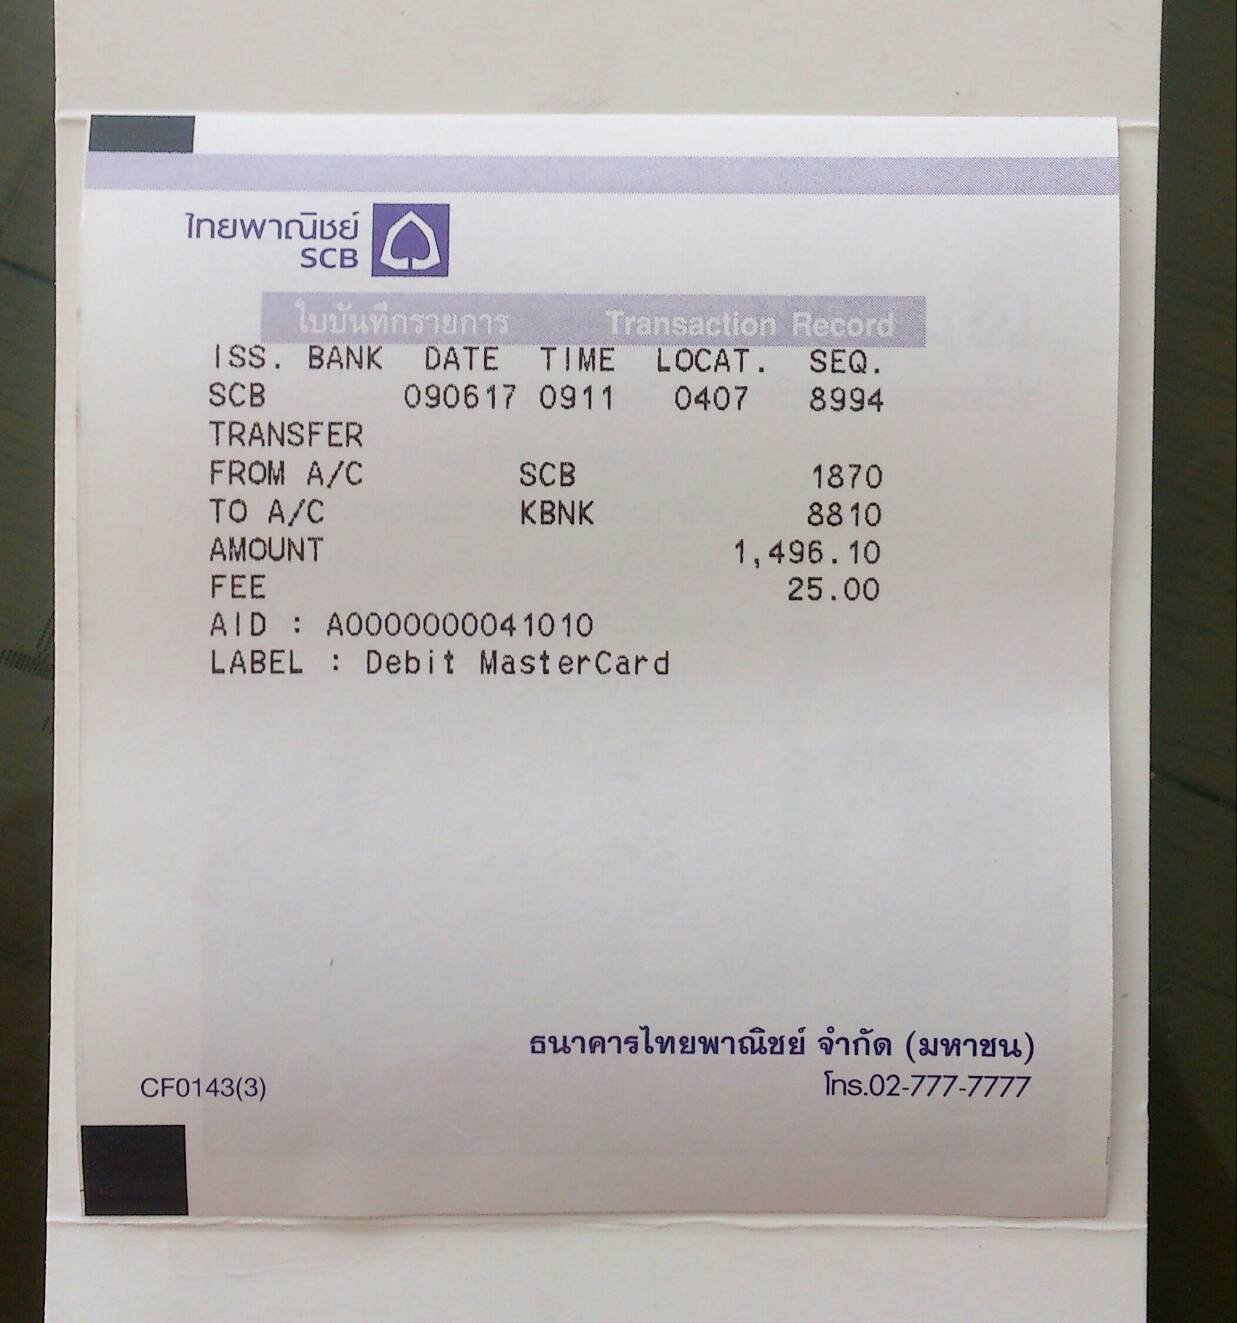 ไทยพาณิชย์
SCB
ใบบันทึกรายการ Transaction Record
ISS. BANK DATE TIME LOCAT. SEQ.
SCB 090617 0911 0407 8994
TRANSFER
FROM A/C SCB 1870
TO A/C KBNK 8810
AMOUNT 1,496.10
FEE 25.00
AID : A0000000041010
LABEL : Debit MasterCard
ธนาคารไทยพาณิชย์ จำกัด (มหาชน)
CF0143(3) โทร.02-777-7777